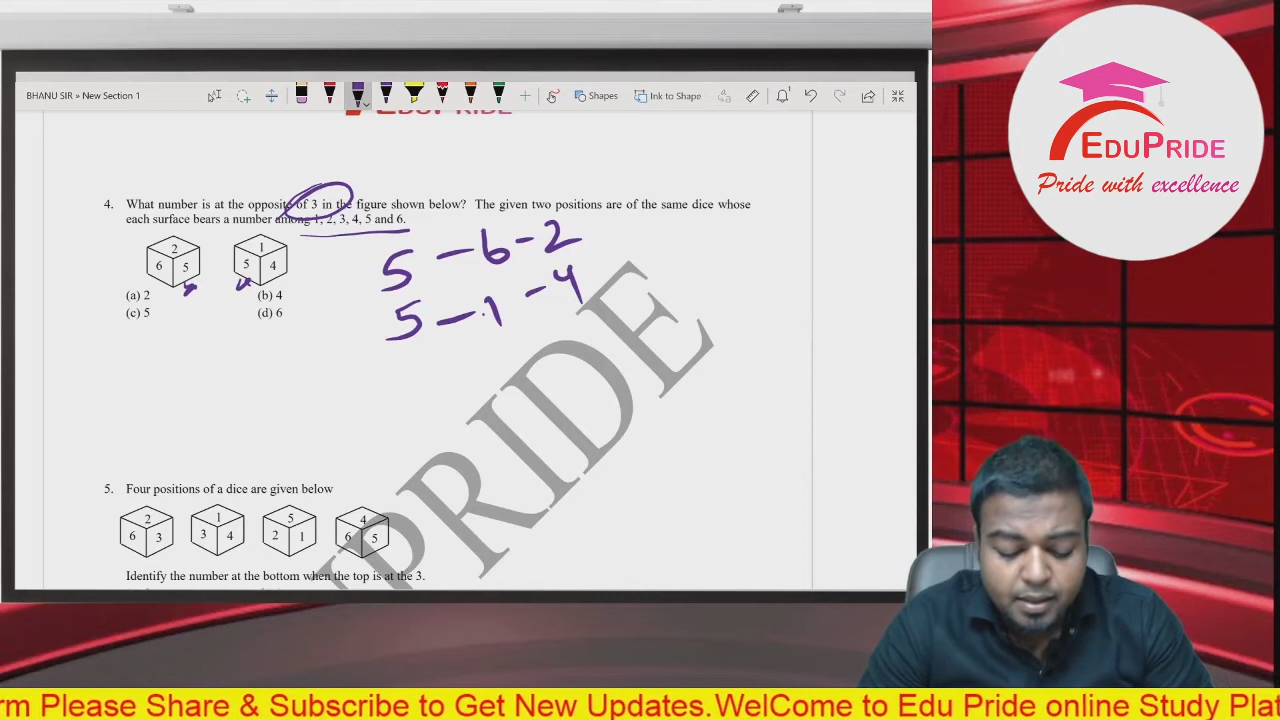 BHANU SIR » New Section 1
Shapes
Ink to Shape
EDUPRIDE
4. What number is at the opposite of 3 in the figure shown below? The given two positions are of the same dice whose
each surface bears a number among 1, 2, 3, 4, 5 and 6.
2
6 5
1
5 4
(a) 2 (b) 4
(c) 5 (d) 6
5 - 6 - 2
5 - 1 - 4
PRIDE
5. Four positions of a dice are given below
2
6 3
1
3 4
5
2 1
4
6 5
Identify the number at the bottom when the top is at the 3.
EDUPRIDE
Pride with excellence
rm Please Share & Subscribe to Get New Updates.WelCome to Edu Pride online Study Plat